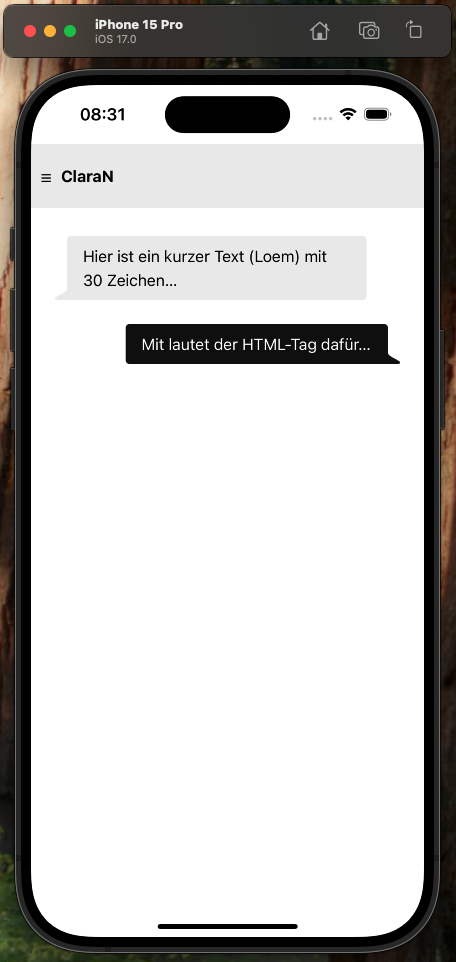 iPhone 15 Pro
iOS 17.0
08:31
ClaraN
Hier ist ein kurzer Text (Loem) mit
30 Zeichen...
Mit lautet der HTML-Tag dafür...